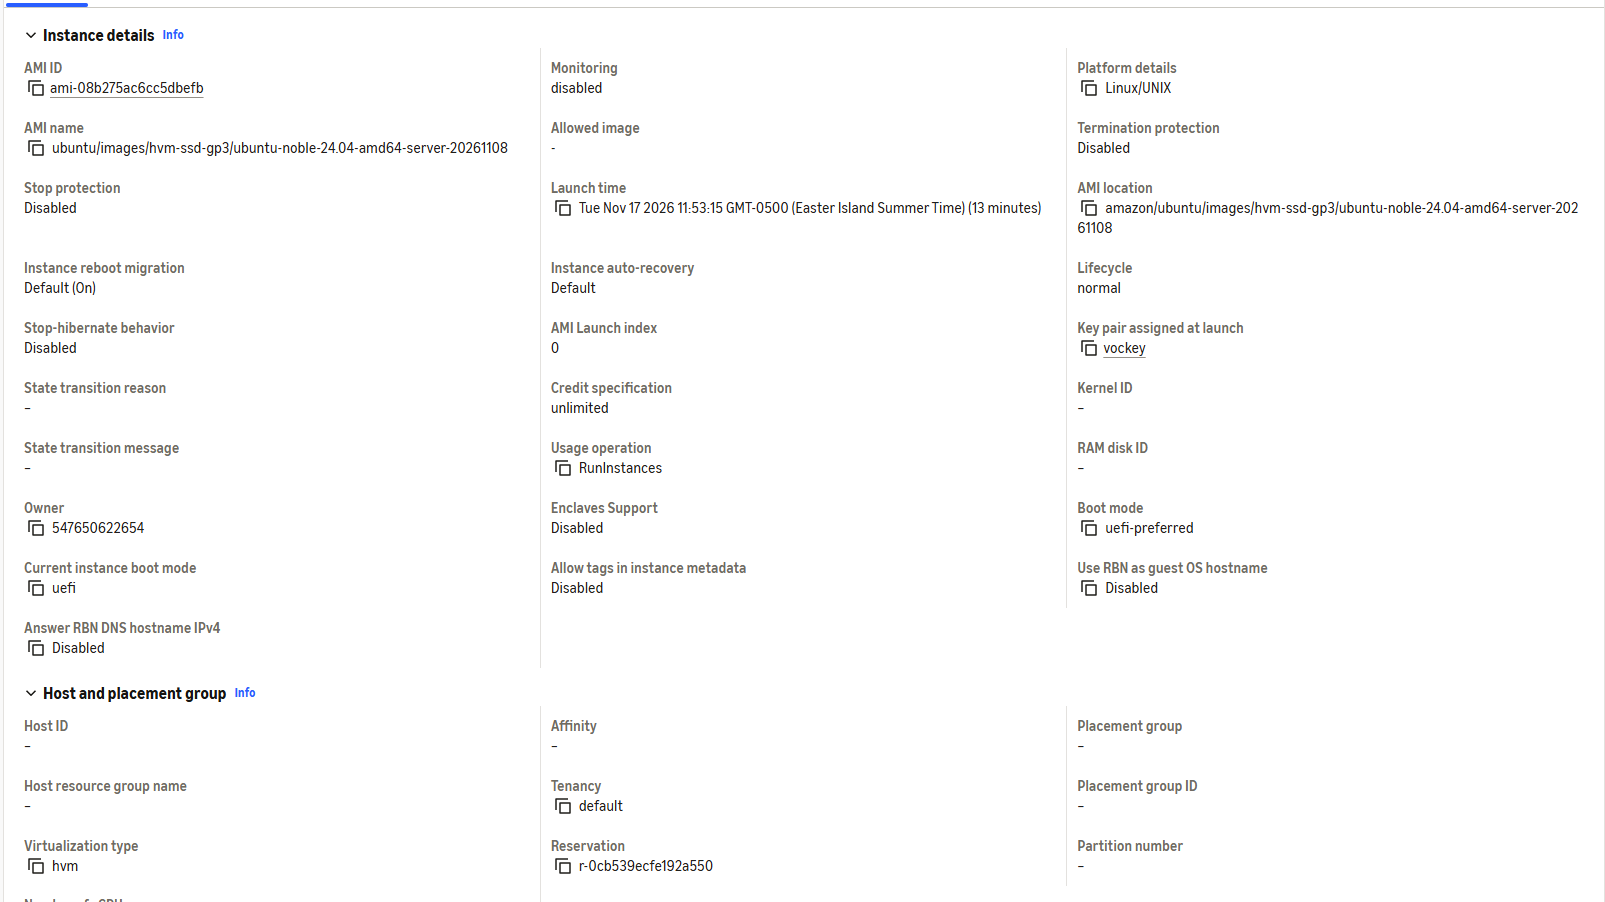 Instance details Info
AMI ID
ami-08b275ac6cc5dbefb
Monitoring
disabled
Platform details
Linux/UNIX
AMI name
ubuntu/images/hvm-ssd-gp3/ubuntu-noble-24.04-amd64-server-20261108
Allowed image
-
Termination protection
Disabled
Stop protection
Disabled
Launch time
Tue Nov 17 2026 11:53:15 GMT-0500 (Easter Island Summer Time) (13 minutes)
AMI location
amazon/ubuntu/images/hvm-ssd-gp3/ubuntu-noble-24.04-amd64-server-202
61108
Instance reboot migration
Default (On)
Instance auto-recovery
Default
Lifecycle
normal
Stop-hibernate behavior
Disabled
AMI Launch index
0
Key pair assigned at launch
vockey
State transition reason
–
Credit specification
unlimited
Kernel ID
–
State transition message
–
Usage operation
RunInstances
RAM disk ID
–
Owner
547650622654
Enclaves Support
Disabled
Boot mode
uefi-preferred
Current instance boot mode
uefi
Allow tags in instance metadata
Disabled
Use RBN as guest OS hostname
Disabled
Answer RBN DNS hostname IPv4
Disabled
Host and placement group Info
Host ID
–
Affinity
–
Placement group
–
Host resource group name
–
Tenancy
default
Placement group ID
–
Virtualization type
hvm
Reservation
r-0cb539ecfe192a550
Partition number
–